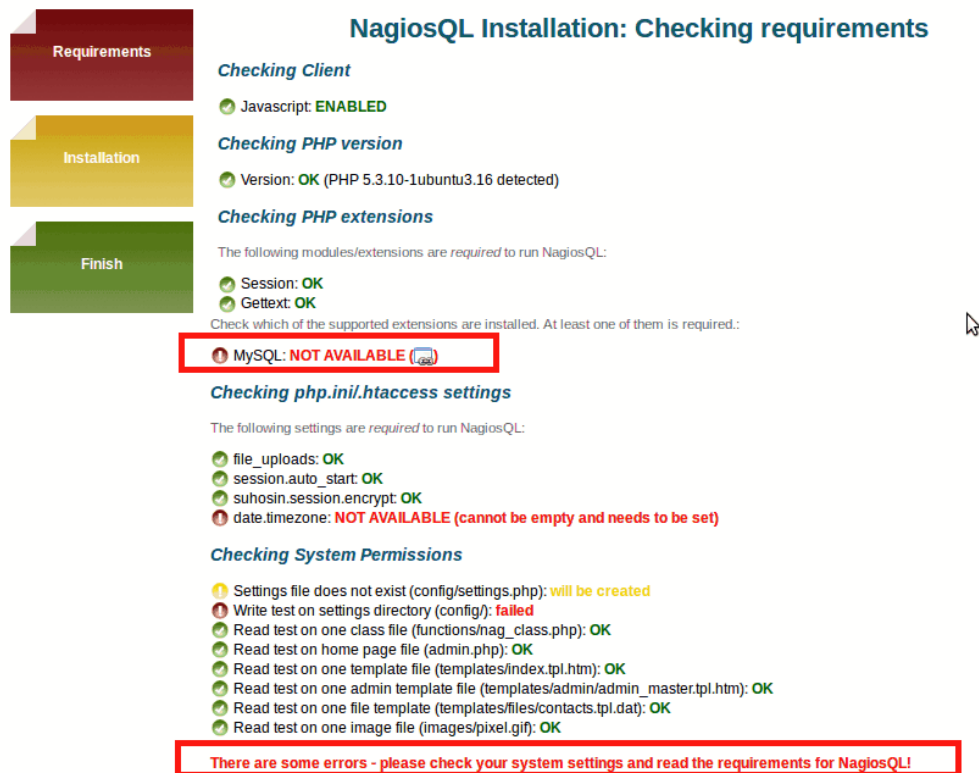 Requirements
Installation
Finish
NagiosQL Installation: Checking requirements
Checking Client
Javascript: ENABLED
Checking PHP version
Version: OK (PHP 5.3.10-1ubuntu3.16 detected)
Checking PHP extensions
The following modules/extensions are required to run NagiosQL:
Session: OK
Gettext: OK
Check which of the supported extensions are installed. At least one of them is required.:
MySQL: NOT AVAILABLE ()
Checking php.ini/.htaccess settings
The following settings are required to run NagiosQL:
file_uploads: OK
session.auto_start: OK
suhosin.session.encrypt: OK
date.timezone: NOT AVAILABLE (cannot be empty and needs to be set)
Checking System Permissions
Settings file does not exist (config/settings.php): will be created
Write test on settings directory (config/): failed
Read test on one class file (functions/nag_class.php): OK
Read test on home page file (admin.php): OK
Read test on one template file (templates/index.tpl.htm): OK
Read test on one admin template file (templates/admin/admin_master.tpl.htm): OK
Read test on one file template (templates/files/contacts.tpl.dat): OK
Read test on one image file (images/pixel.gif): OK
There are some errors - please check your system settings and read the requirements for NagiosQL!